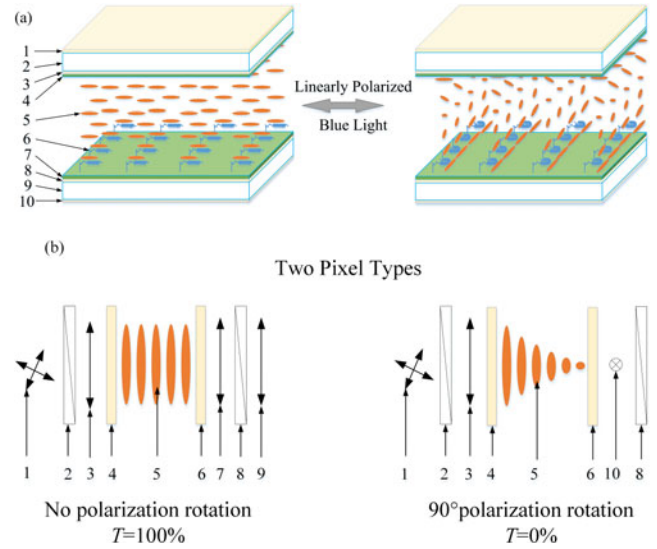 (a)
1
2
3
4
5
6
7
8
9
10
Linearly Polarized
Blue Light
(b)
Two Pixel Types
1 2 3 4 5 6 7 8 9
No polarization rotation
T=100%
1 2 3 4 5 6 10 8
90°polarization rotation
T=0%